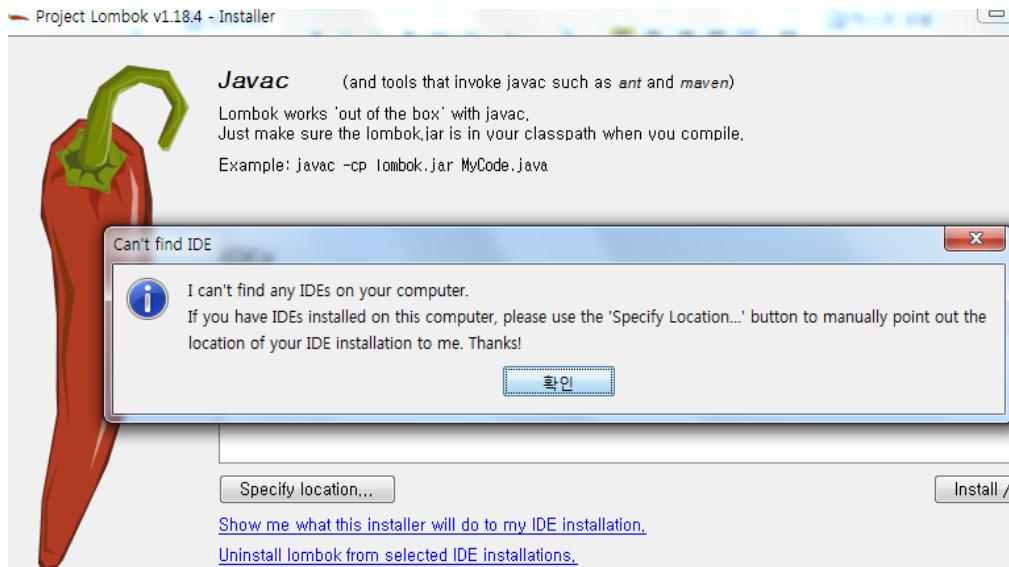 Project Lombok v1.18.4 - Installer
Javac (and tools that invoke javac such as ant and maven)
Lombok works 'out of the box' with javac.
Just make sure the lombok.jar is in your classpath when you compile.
Example: javac -cp lombok.jar MyCode.java
Can't find IDE
I can't find any IDEs on your computer.
If you have IDEs installed on this computer, please use the 'Specify Location...' button to manually point out the
location of your IDE installation to me. Thanks!
확인
Specify location...
Install /
Show me what this installer will do to my IDE installation.
Uninstall lombok from selected IDE installations.